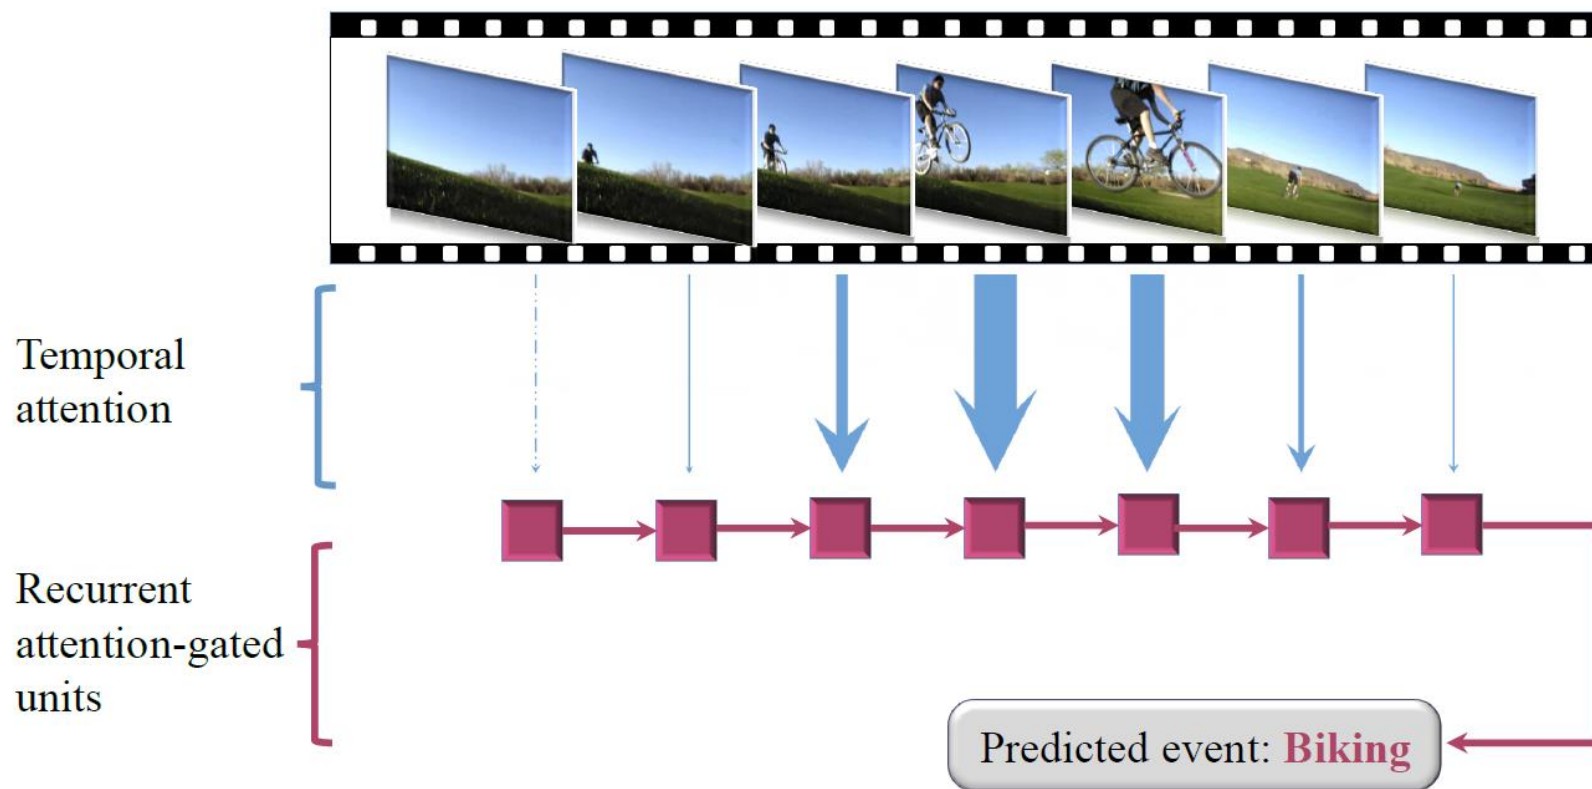 Temporal
attention
Recurrent
attention-gated
units
Predicted event: Biking